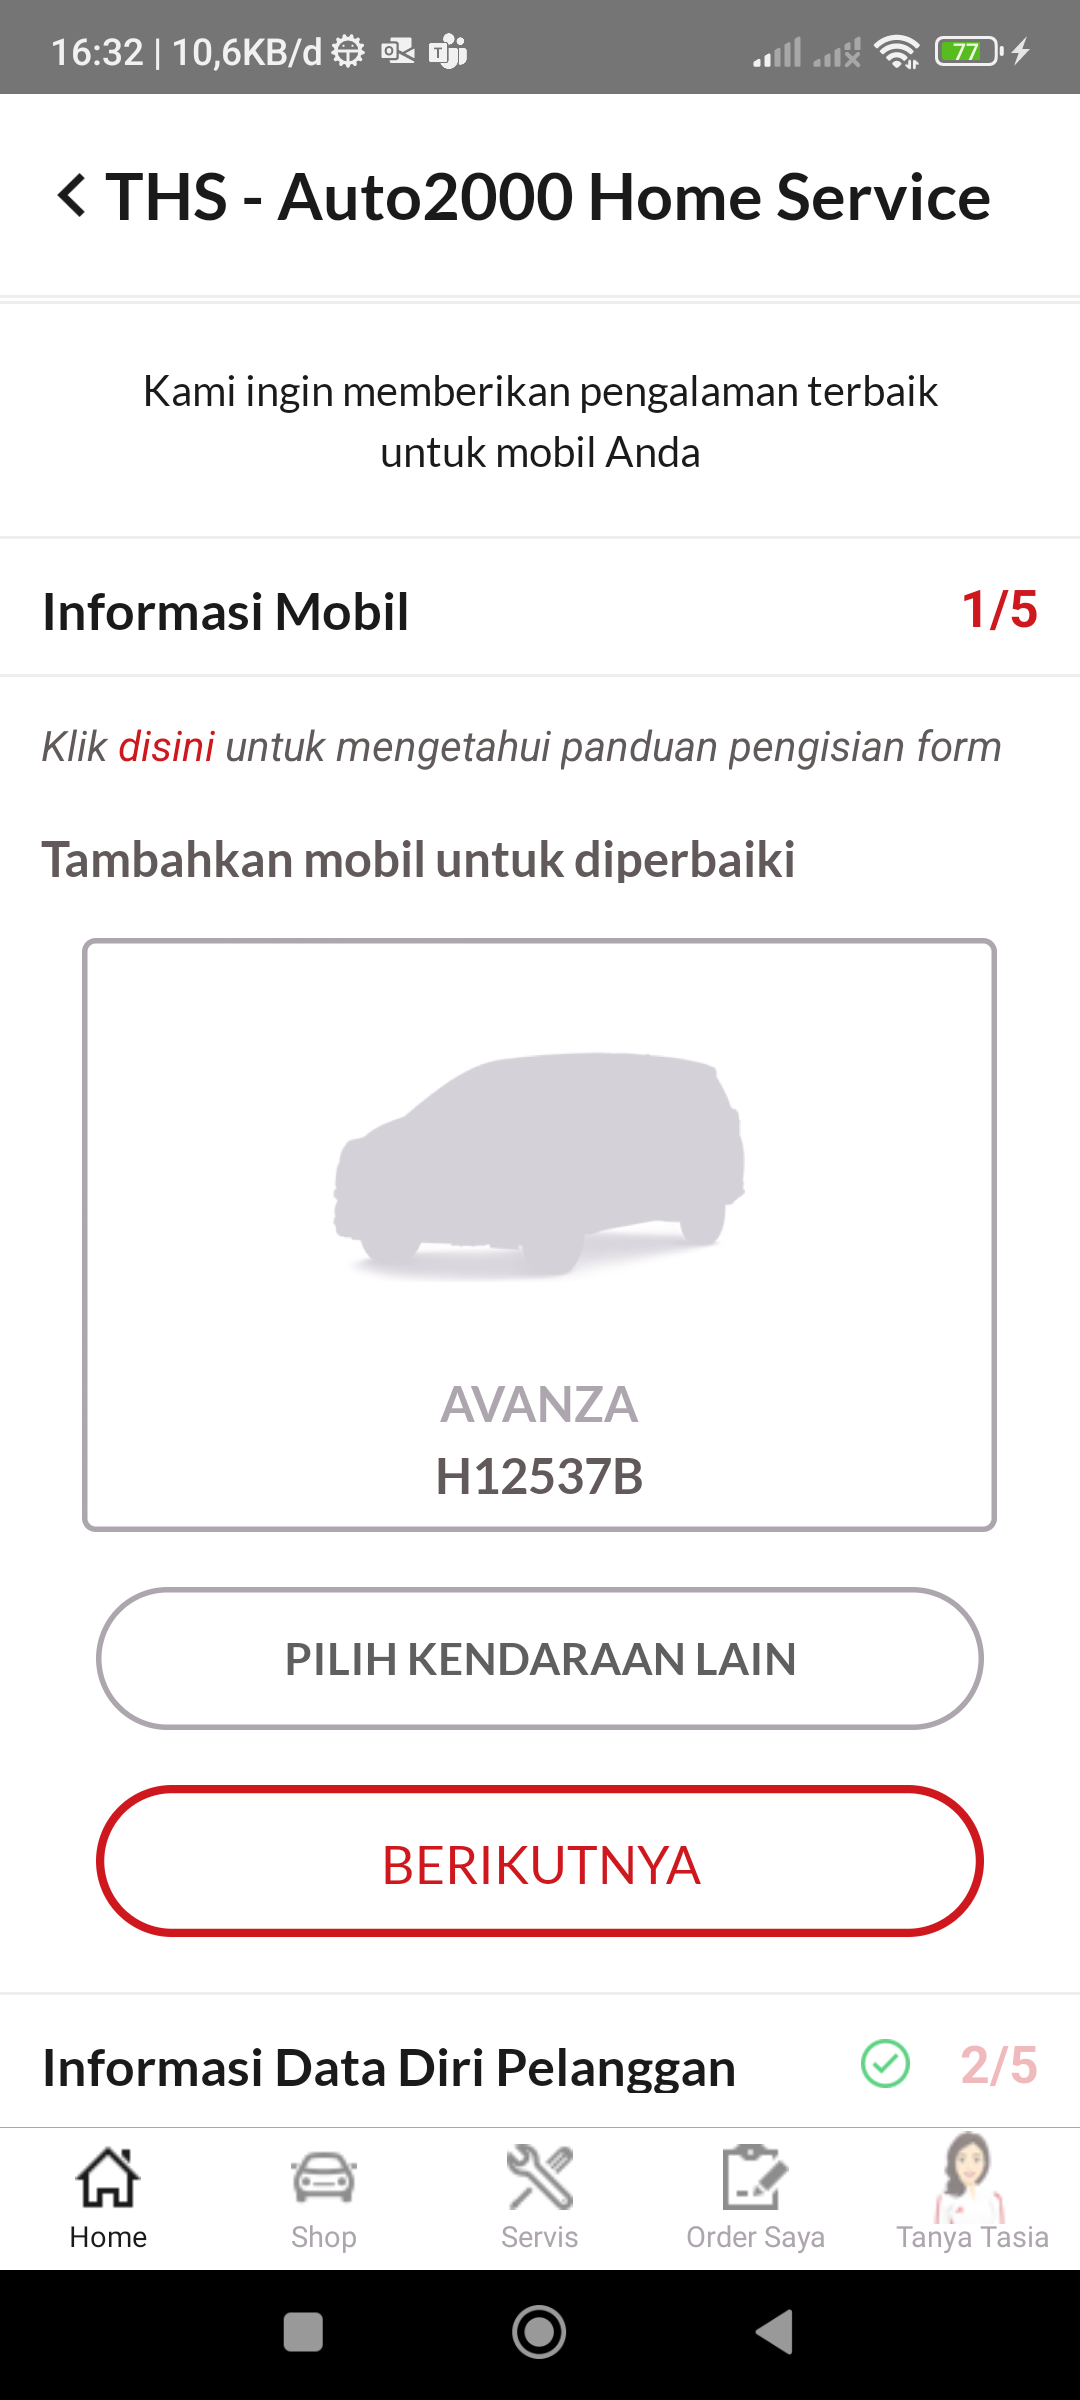 16:32 | 10,6KB/d
77
THS - Auto2000 Home Service
Kami ingin memberikan pengalaman terbaik
untuk mobil Anda
Informasi Mobil 1/5
Klik disini untuk mengetahui panduan pengisian form
Tambahkan mobil untuk diperbaiki
AVANZA
H12537B
PILIH KENDARAAN LAIN
BERIKUTNYA
Informasi Data Diri Pelanggan 2/5
Home Shop Servis Order Saya Tanya Tasia